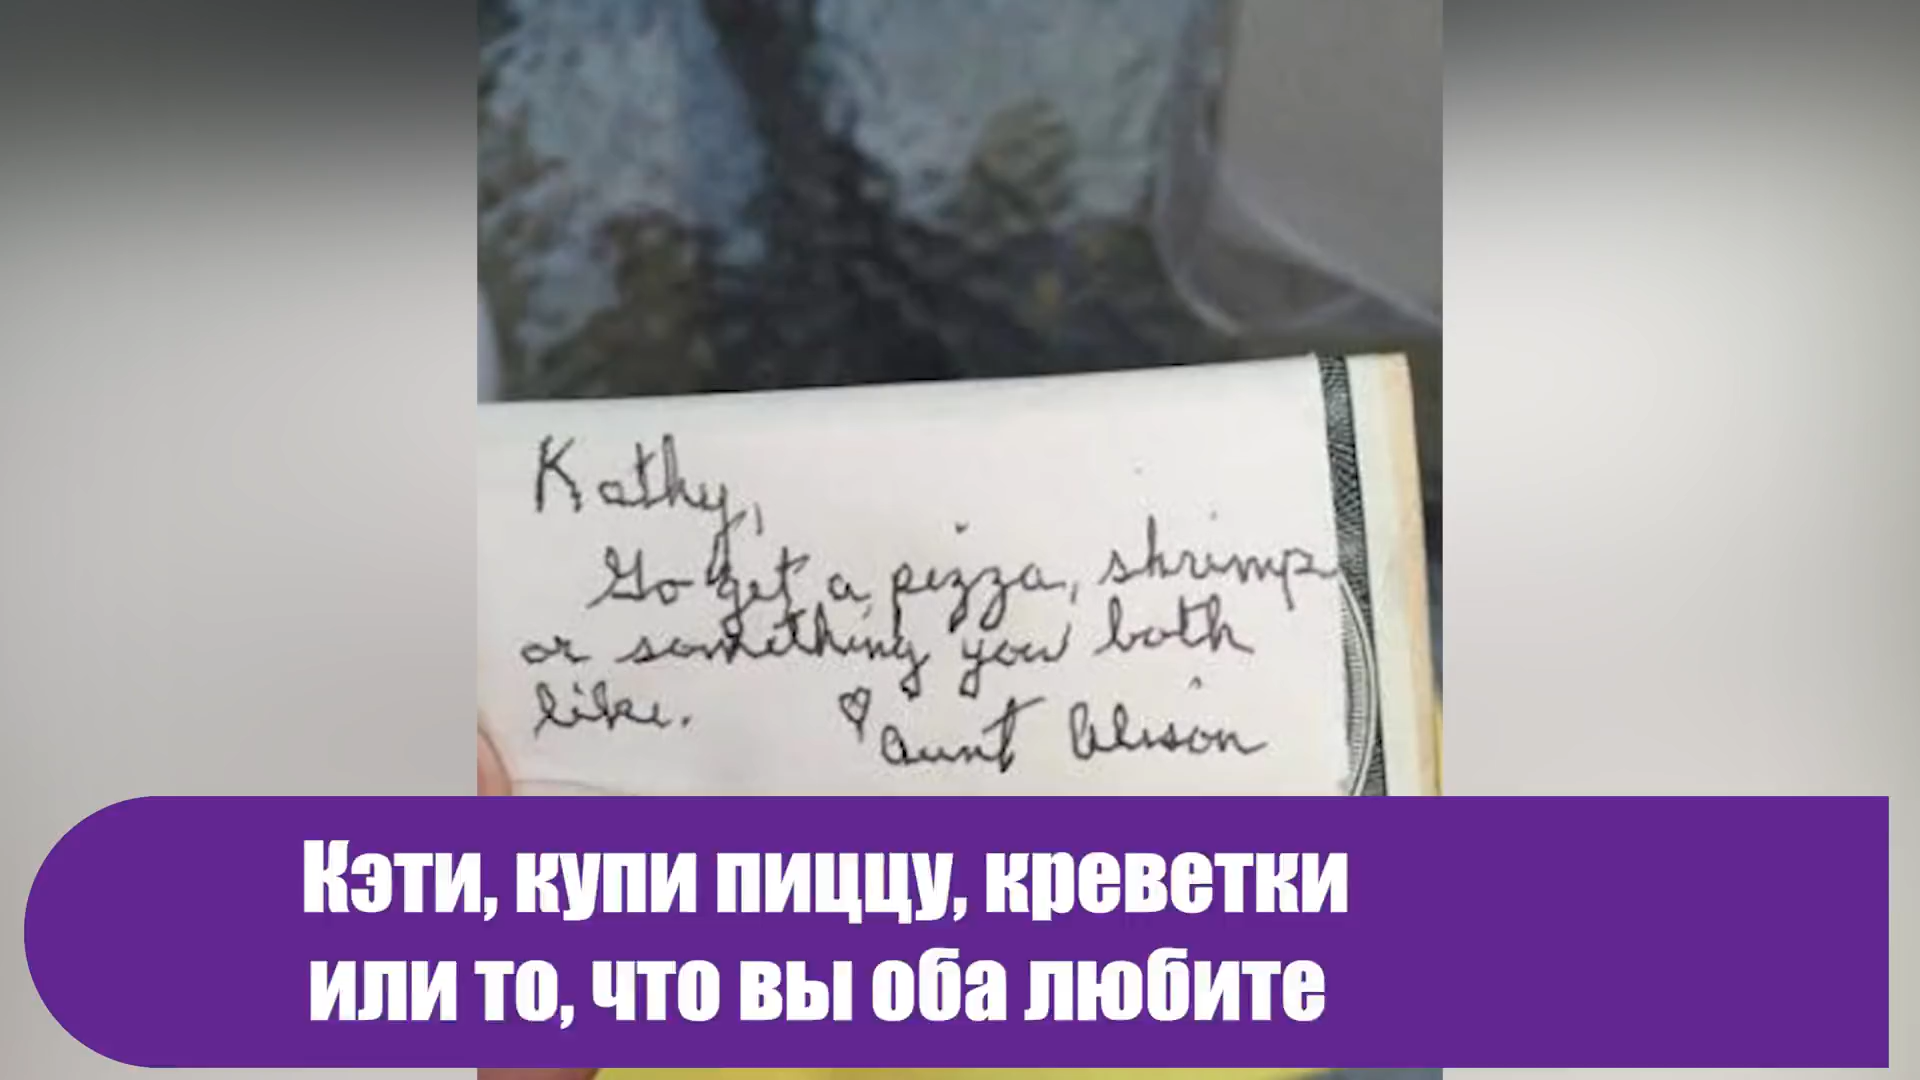 Kathy,
Go get a pizza, shrimp
or something you both
like.
♡ Aunt Alison
Кэти, купи пиццу, креветки
или то, что вы оба любите